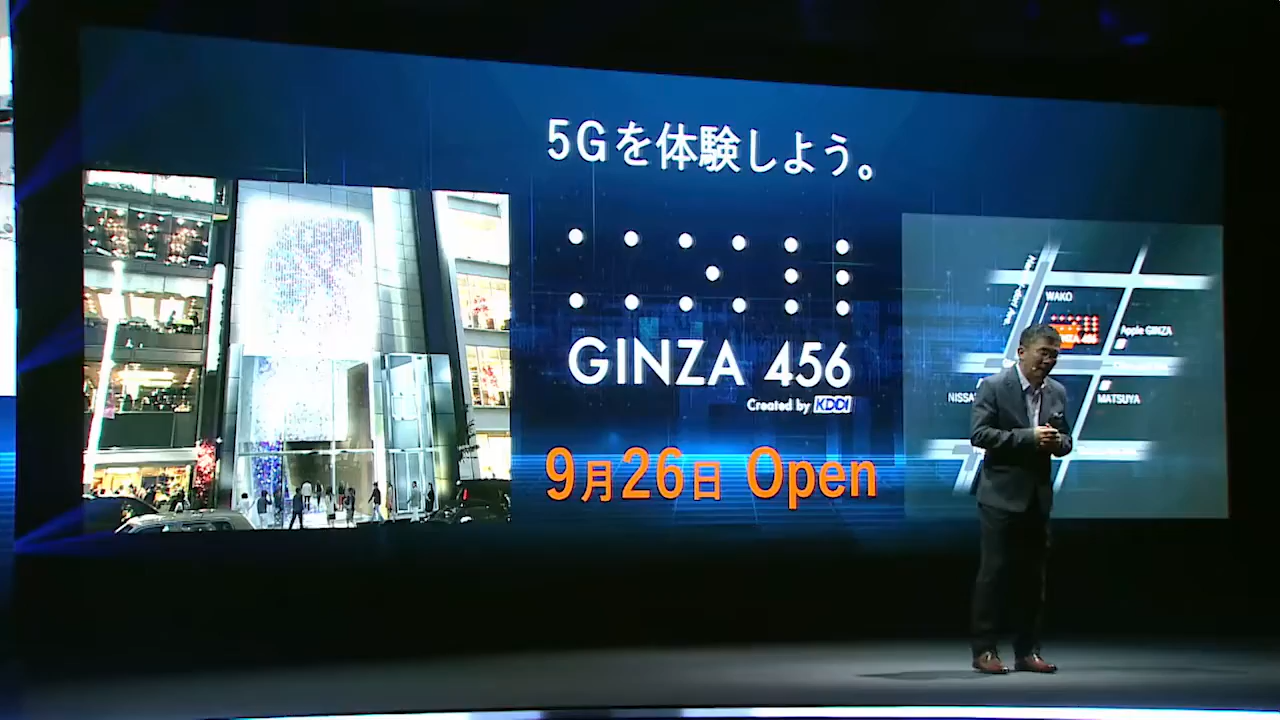 5Gを体験しよう。
GINZA 456
Created by KDDI
9月26日 Open
WAKO
Apple GINZA
MATSUYA